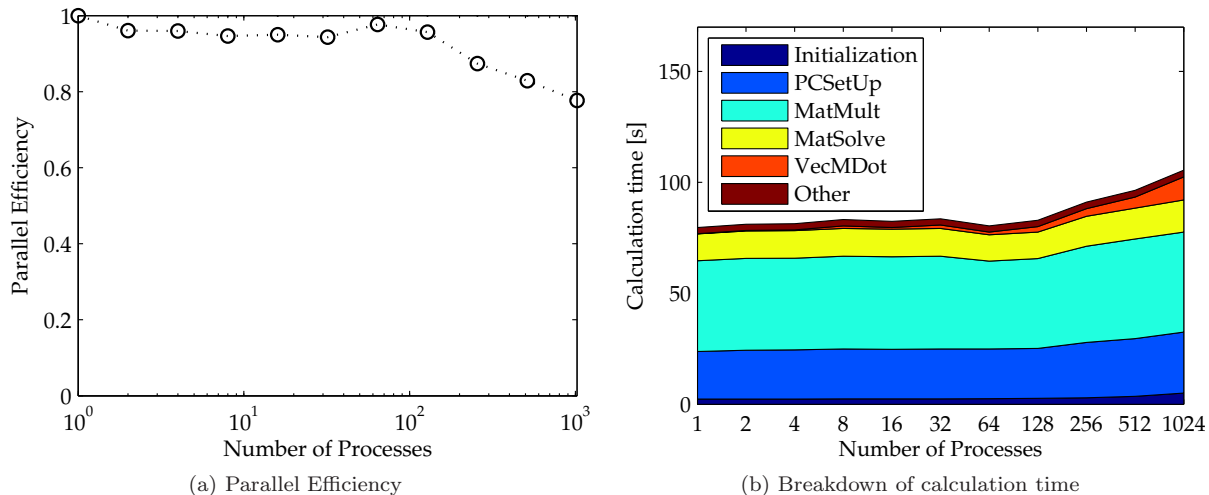 1
0.8
0.6
0.4
0.2
0
10^0
10^1
10^2
10^3
Parallel Efficiency
Number of Processes
(a) Parallel Efficiency
150
100
50
0
Calculation time [s]
Initialization
PCSetUp
MatMult
MatSolve
VecMDot
Other
1 2 4 8 16 32 64 128 256 512 1024
Number of Processes
(b) Breakdown of calculation time